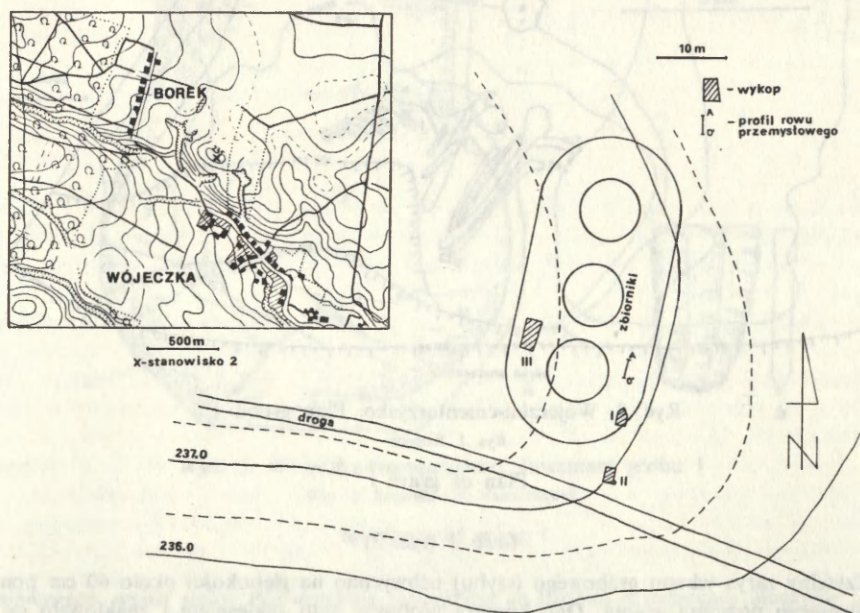 BOREK
WÓJECZKA
500m
X-stanowisko 2
10 m
- wykop
A
- profil rowu
σ
przemysłowego
zbiorniki
III
A
σ
I
II
droga
237.0
236.0
N